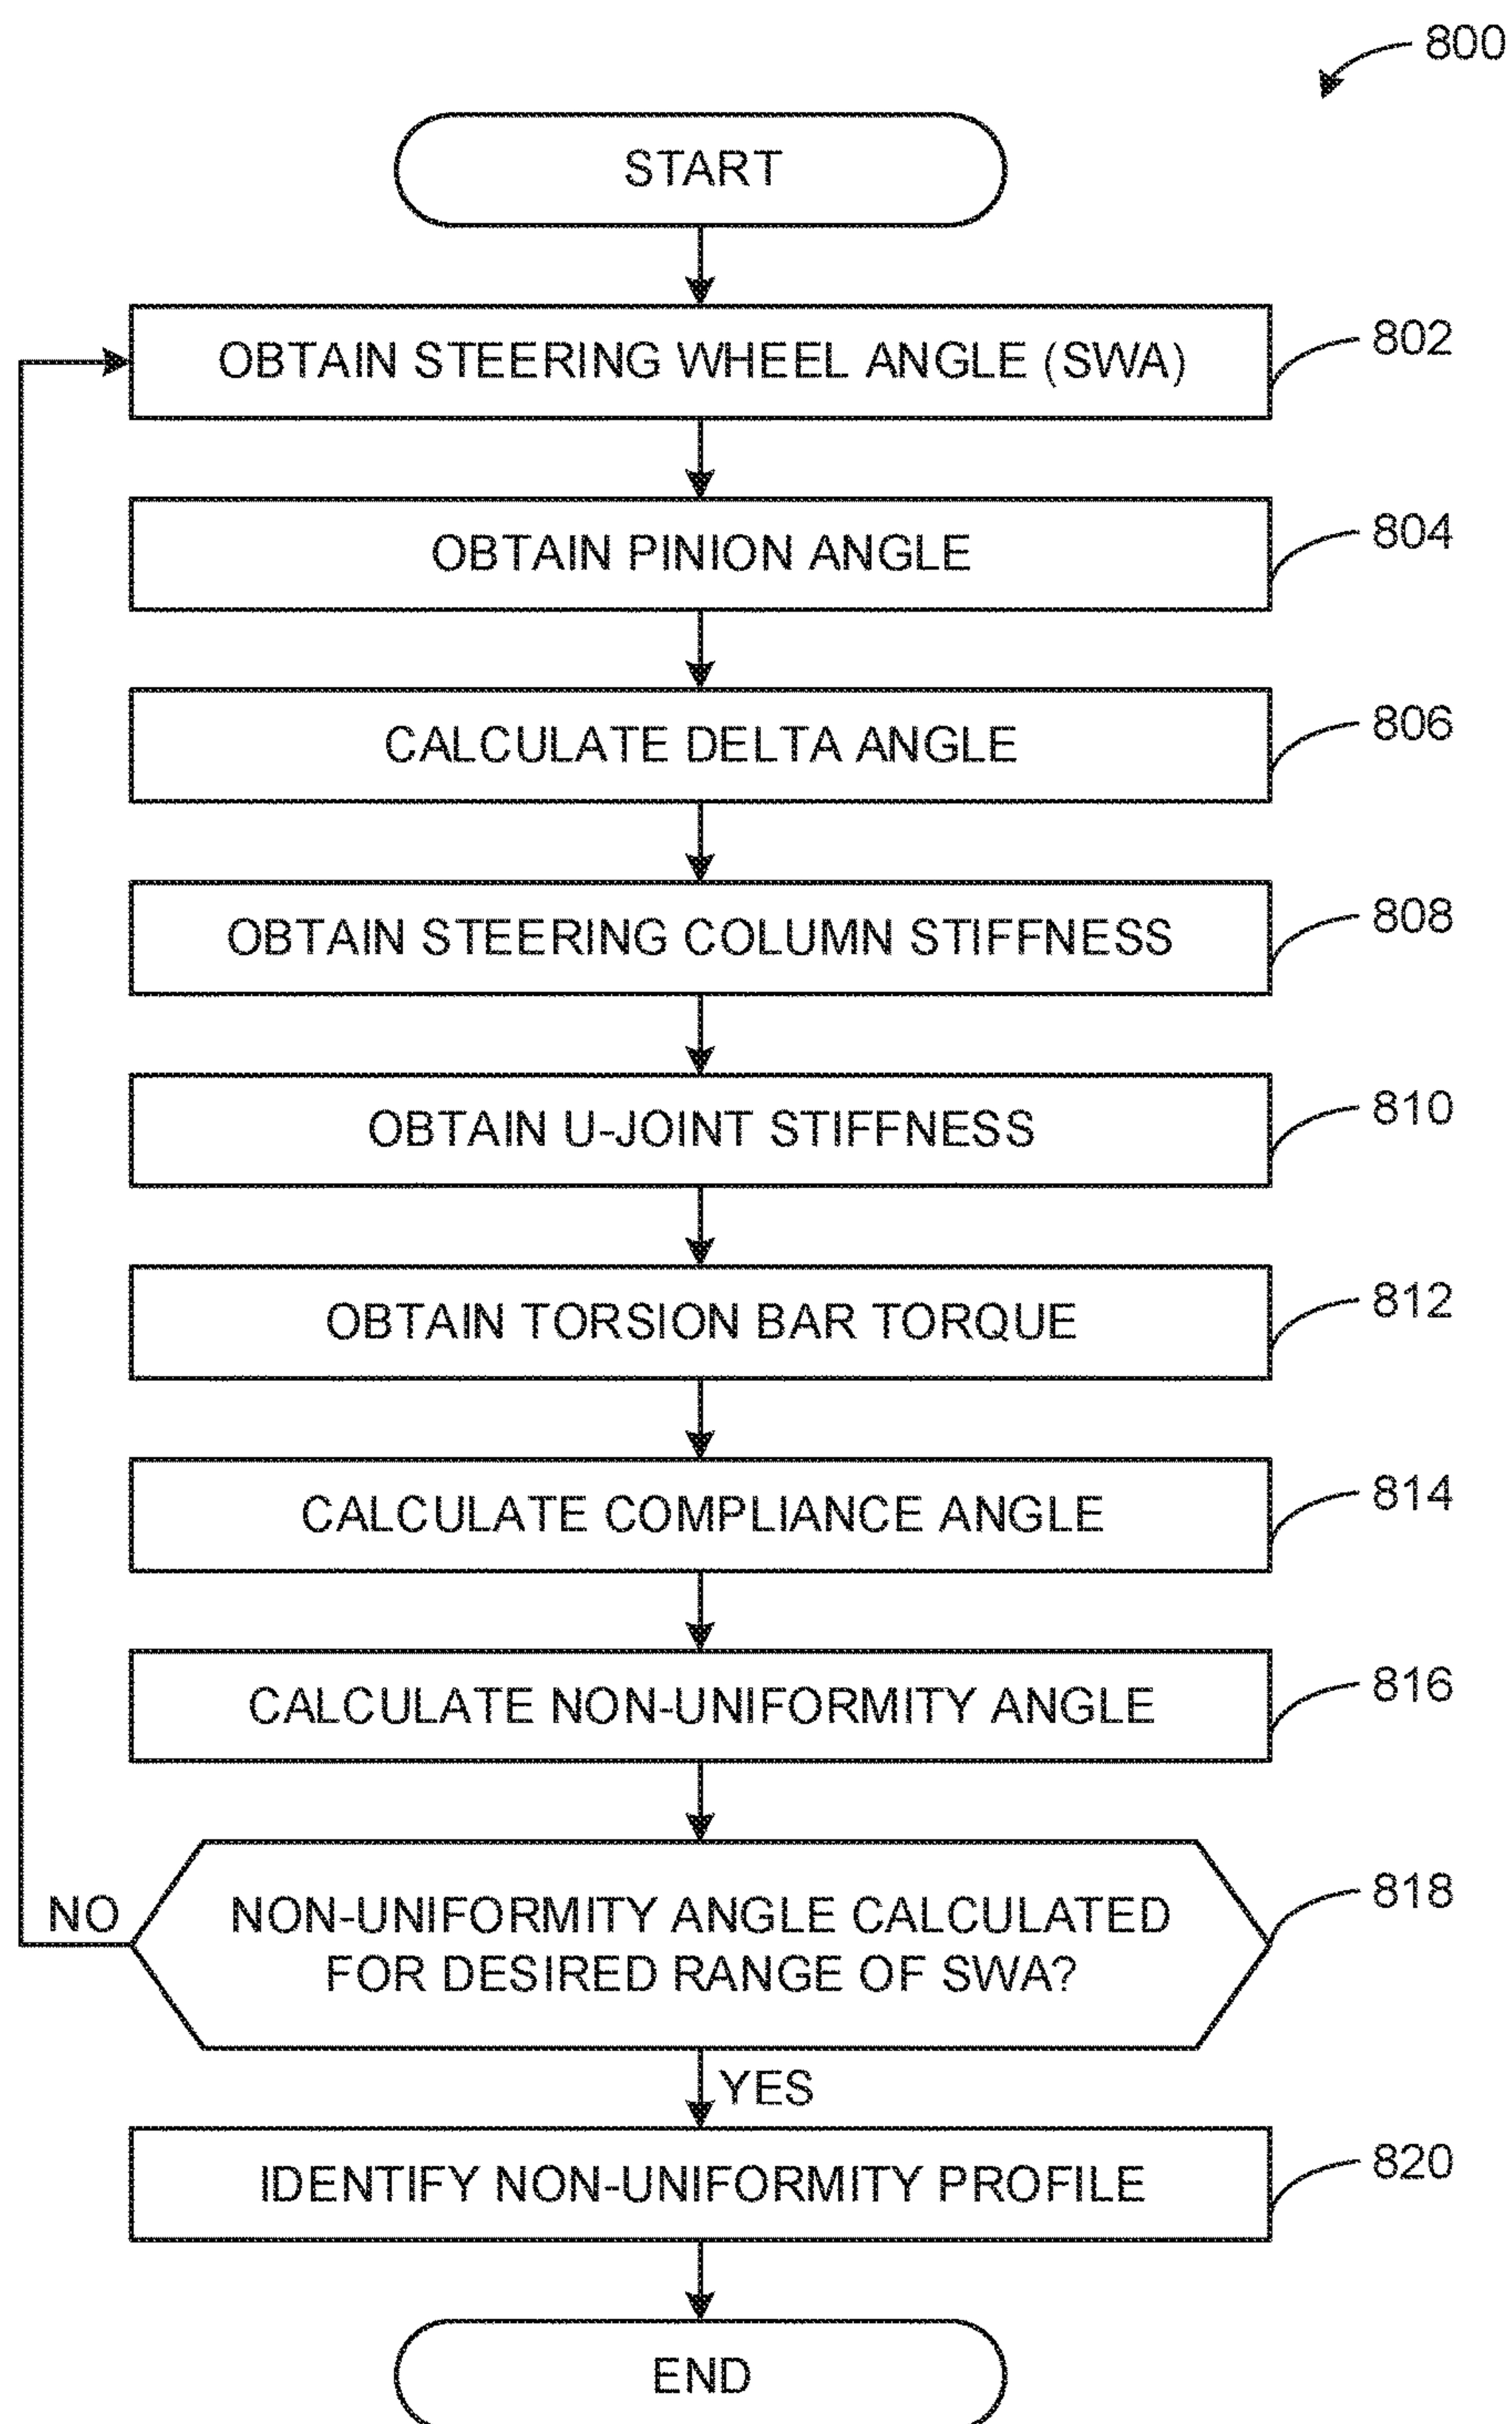 800
START
OBTAIN STEERING WHEEL ANGLE (SWA)
802
OBTAIN PINION ANGLE
804
CALCULATE DELTA ANGLE
806
OBTAIN STEERING COLUMN STIFFNESS
808
OBTAIN U-JOINT STIFFNESS
810
OBTAIN TORSION BAR TORQUE
812
CALCULATE COMPLIANCE ANGLE
814
CALCULATE NON-UNIFORMITY ANGLE
816
NO
NON-UNIFORMITY ANGLE CALCULATED
FOR DESIRED RANGE OF SWA?
818
YES
IDENTIFY NON-UNIFORMITY PROFILE
820
END